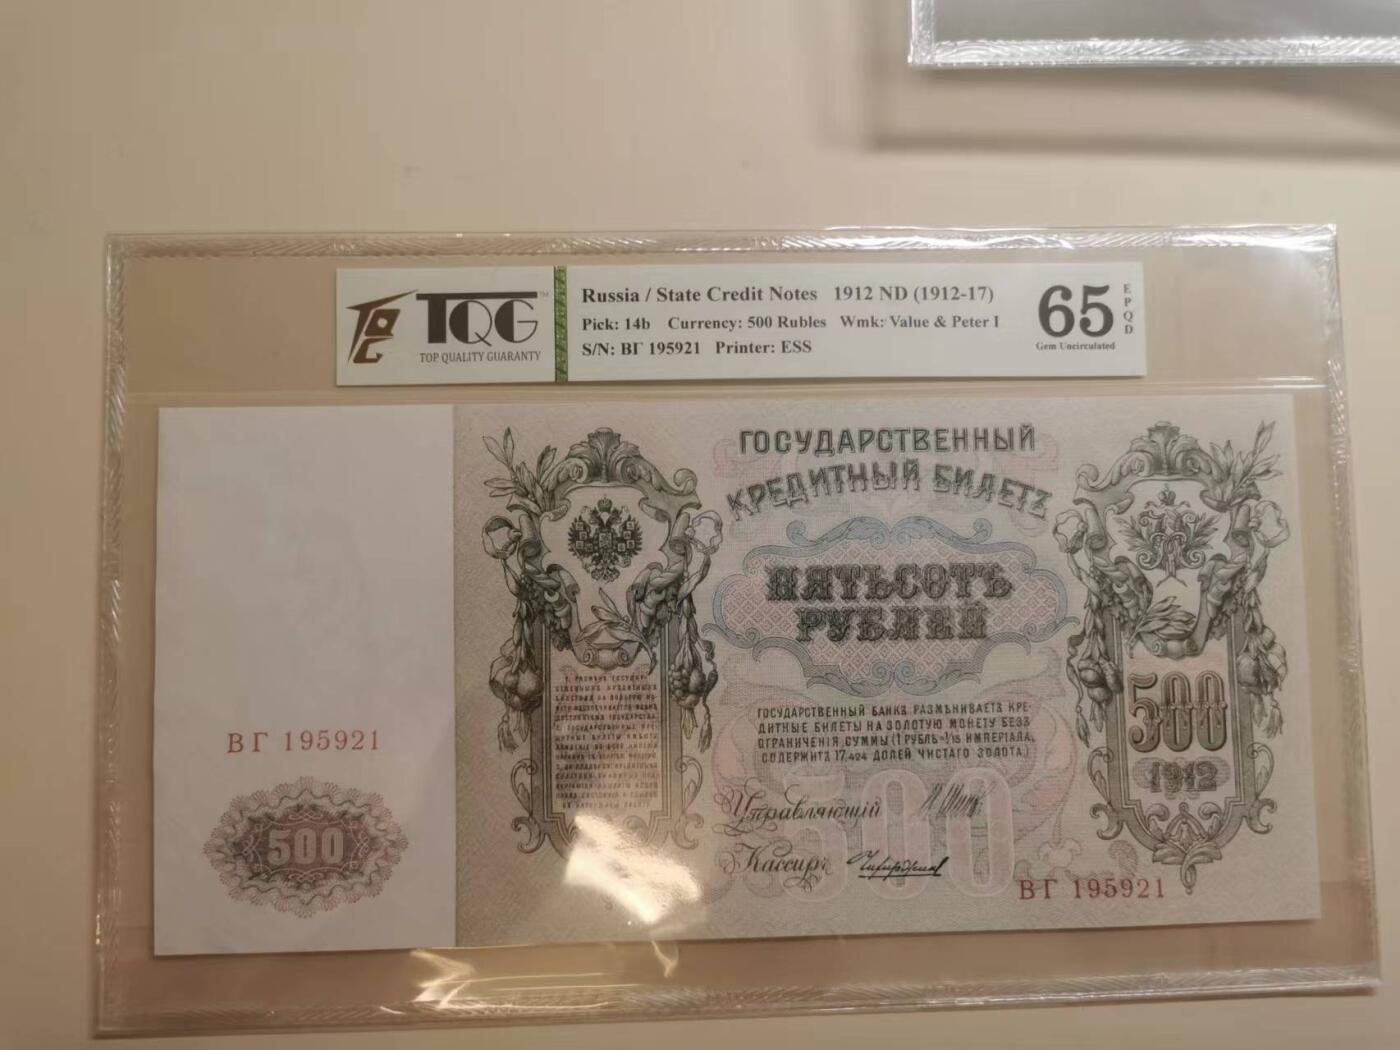 TQG™
TOP QUALITY GUARANTY
Russia / State Credit Notes 1912 ND (1912-17)
Pick: 14b Currency: 500 Rubles Wmk: Value & Peter I
S/N: ВГ 195921 Printer: ESS
65
EPQD
Gem Uncirculated
ГОСУДАРСТВЕННЫЙ
КРЕДИТНЫЙ БИЛЕТЪ
ПЯТЬСОТЪ
РУБЛЕЙ
ГОСУДАРСТВЕННЫЙ БАНКЪ РАЗМѢНИВАЕТЪ КРЕ-
ДИТНЫЕ БИЛЕТЫ НА ЗОЛОТУЮ МОНЕТУ БЕЗЪ
ОГРАНИЧЕНІЯ СУММЫ (1 РУБЛЬ=1/15 ИМПЕРІАЛА,
СОДЕРЖИТЪ 17,424 ДОЛЕЙ ЧИСТАГО ЗОЛОТА.)
500
Управляющій
Кассиръ
500
1912
ВГ 195921
ВГ 195921
500